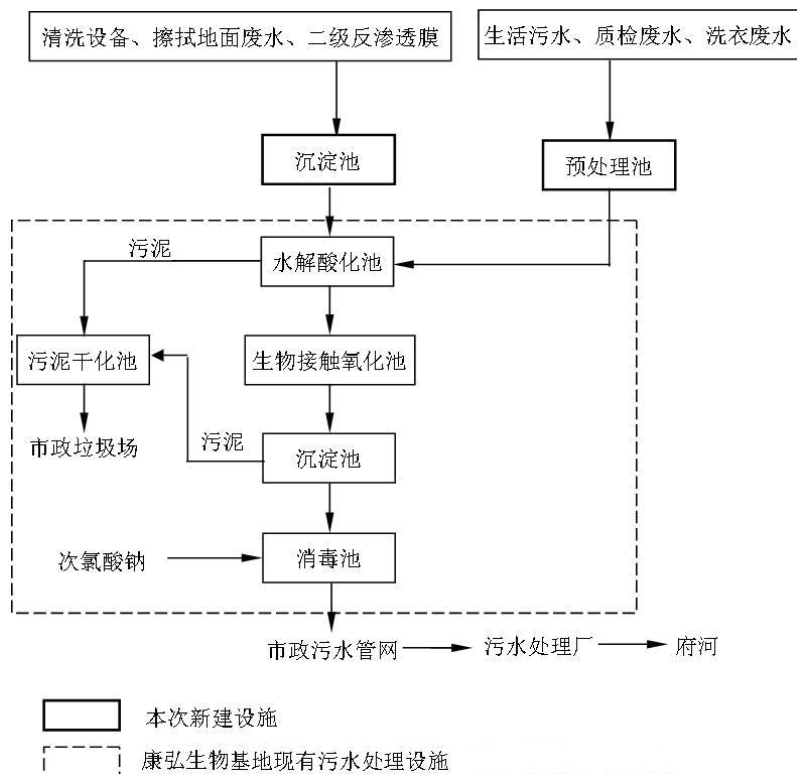 清洗设备、擦拭地面废水、二级反渗透膜
生活污水、质检废水、洗衣废水
沉淀池
预处理池
污泥
水解酸化池
污泥干化池
生物接触氧化池
市政垃圾场
污泥
沉淀池
次氯酸钠
消毒池
市政污水管网
污水处理厂
府河
本次新建设施
康弘生物基地现有污水处理设施